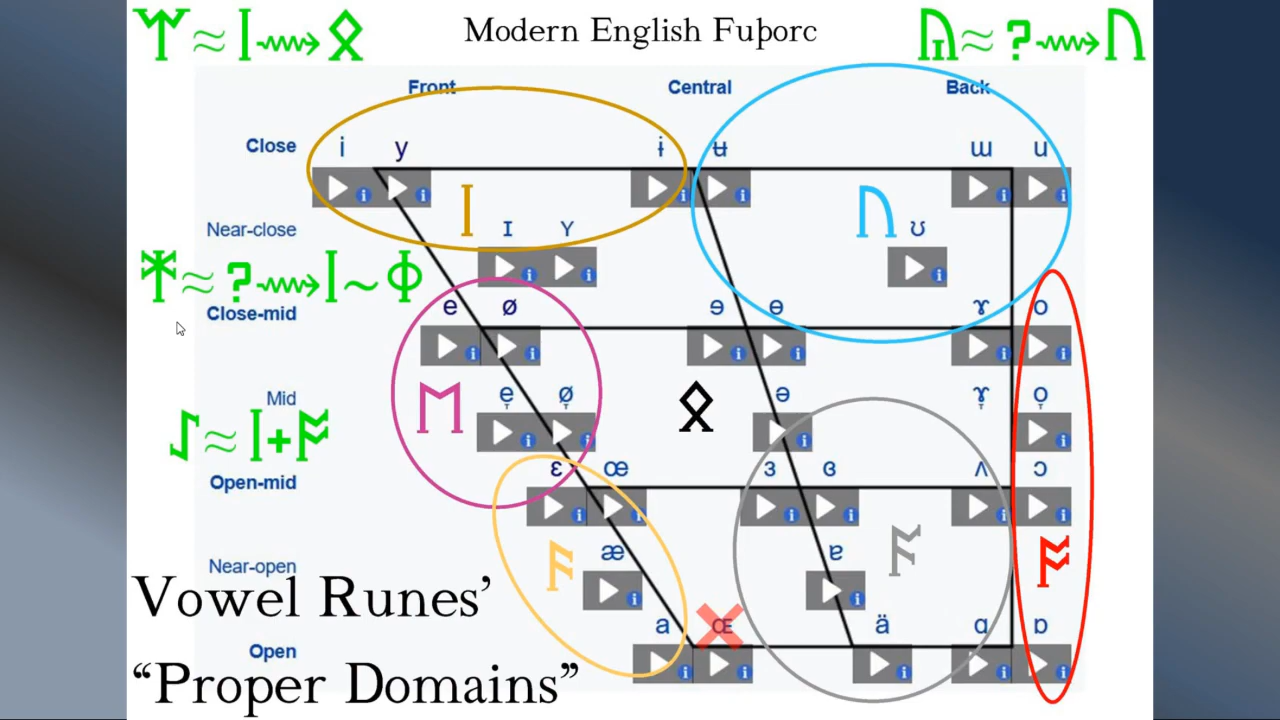 ᛠ≈ᛁ⟿ᛟ
Modern English Fuþorc
ᚣ≈?⟿ᚢ
Front Central Back
Close i y ɨ ʉ ɯ u
ᛁ ᚢ
Near-close ɪ ʏ ʊ
ᛡ≈?⟿ᛁ~ᛄ
Close-mid e ø ɘ ɵ ɤ o
Mid e̞ ø̞ ə ɤ̞ o̞
ᛖ ᛟ
ᛇ≈ᛁ+ᚩ
Open-mid ɛ œ ɜ ɞ ʌ ɔ
Near-open æ ɐ
ᚫ ᚪ ᚩ
Vowel Runes’
Open a ɶ ä ɑ ɒ
“Proper Domains”